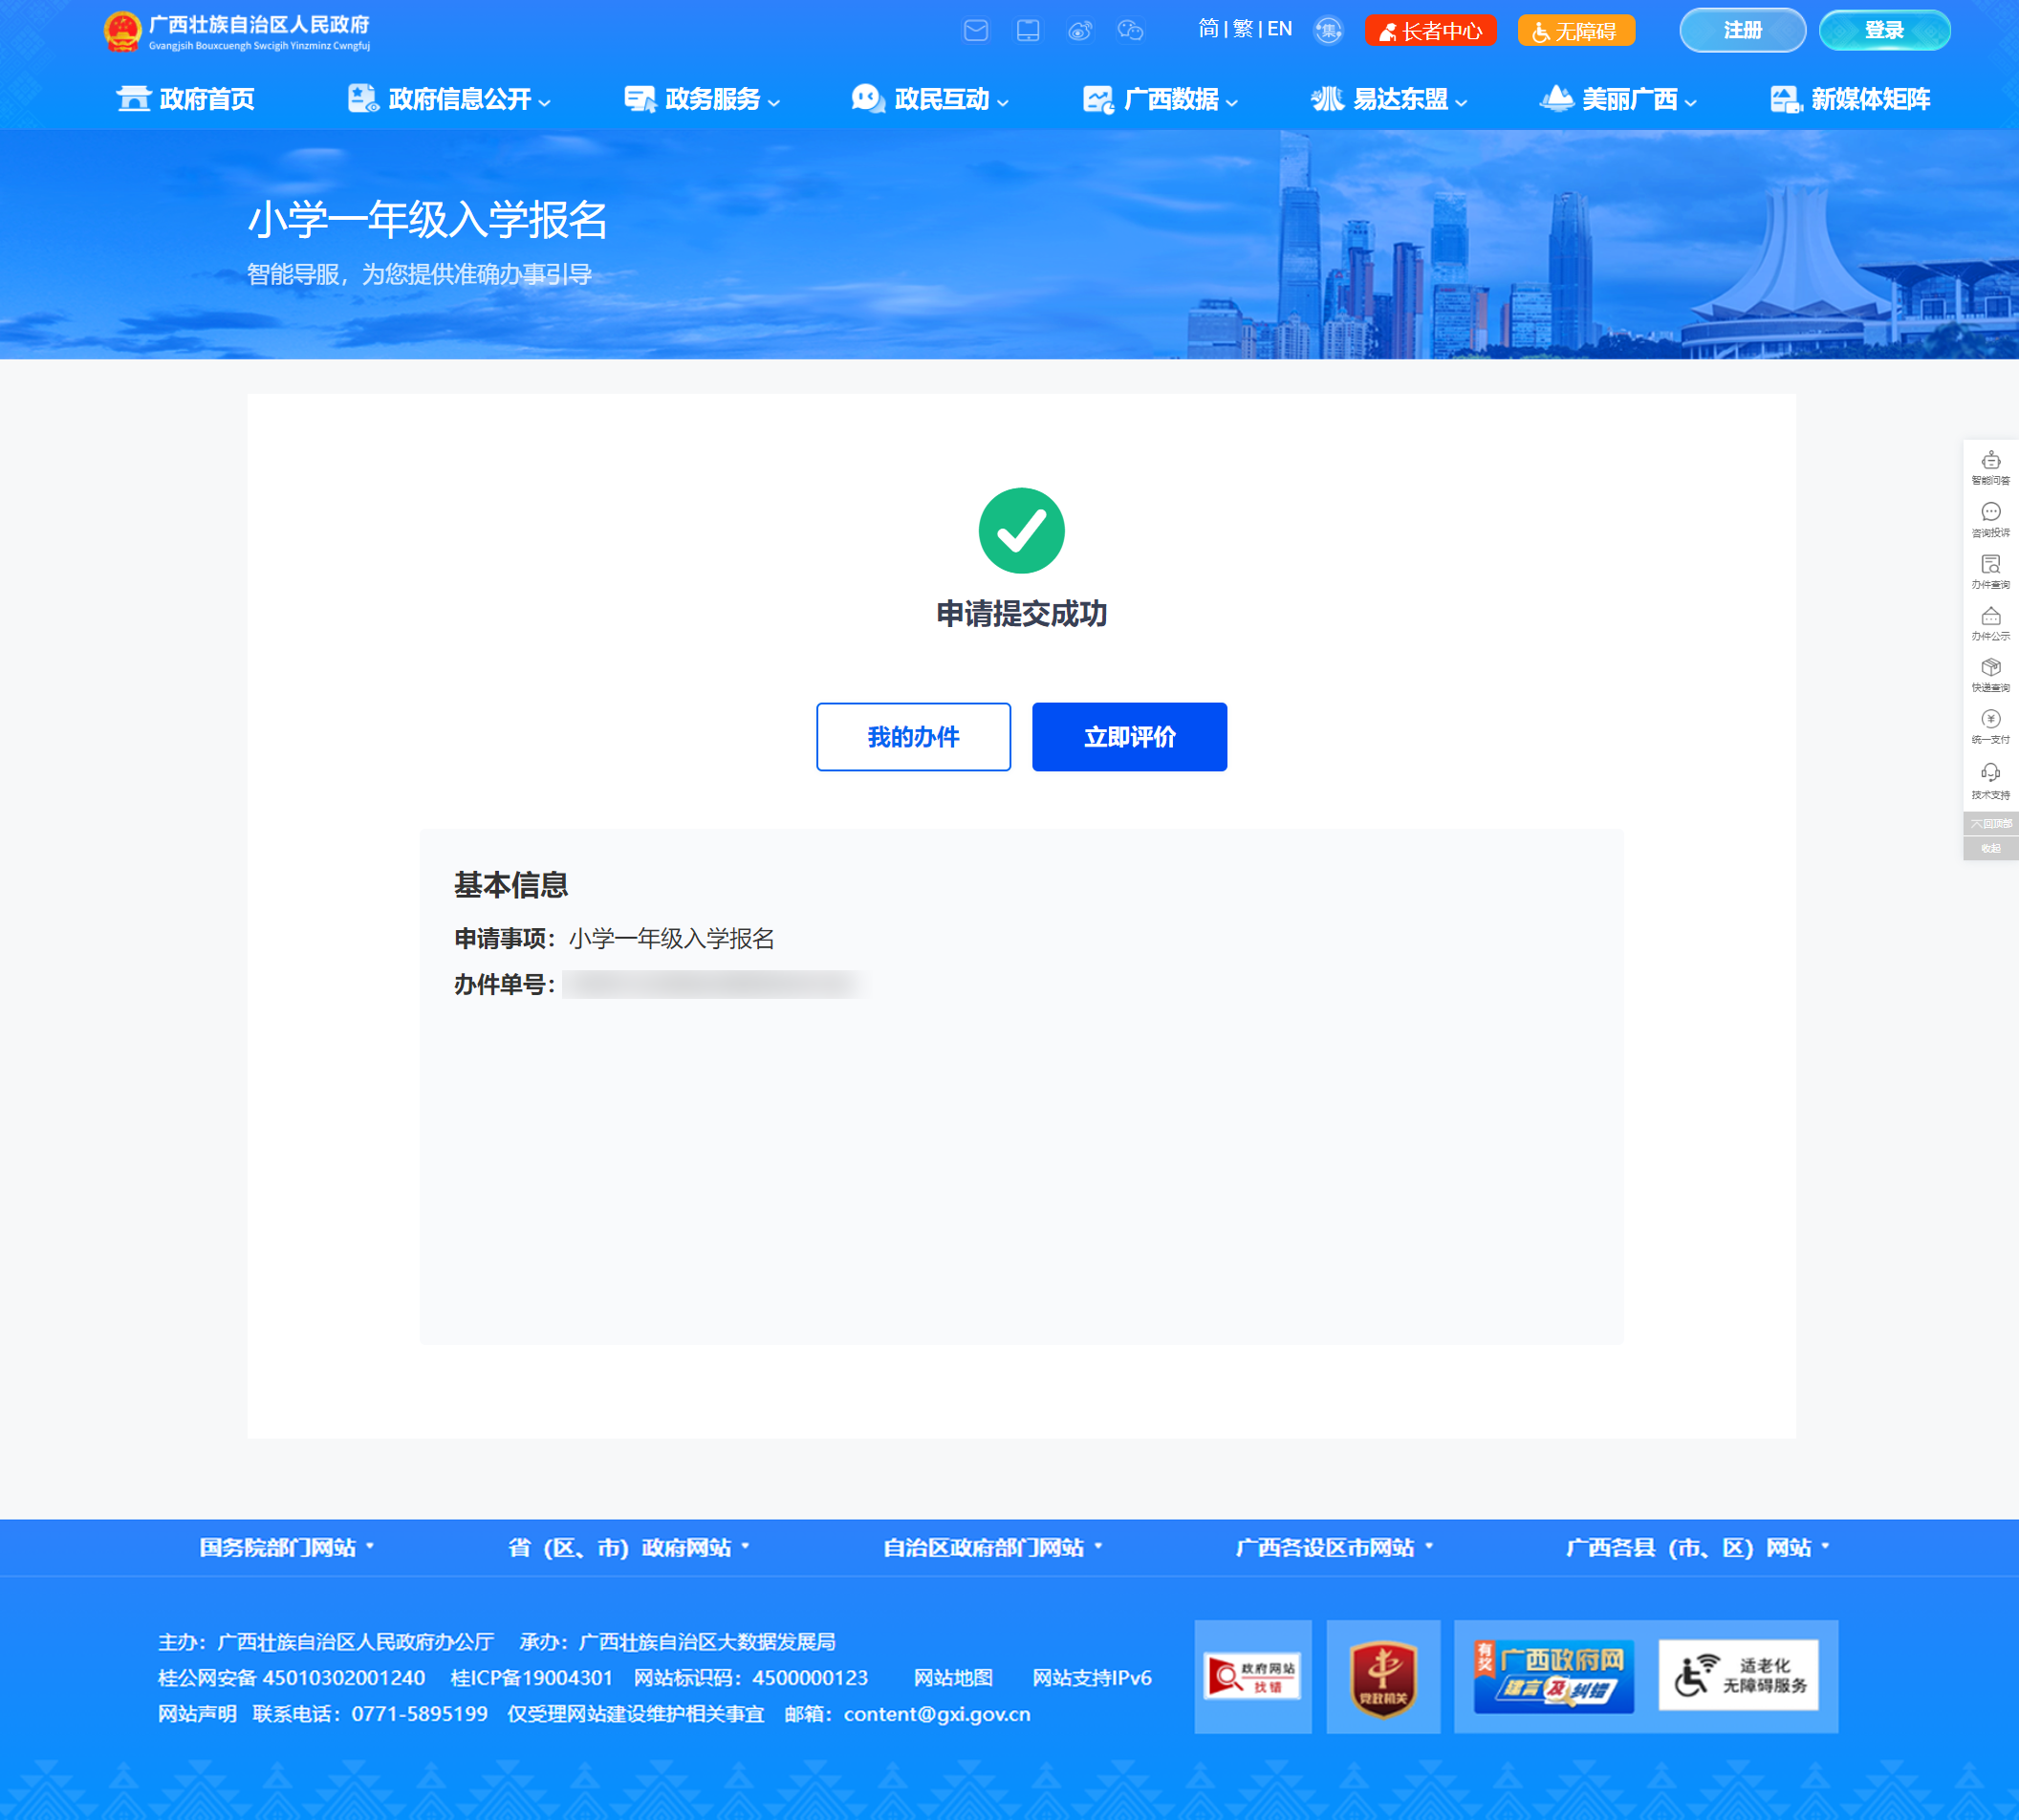 广西壮族自治区人民政府
Gvangjsih Bouxcuengh Swcigih Yinzminz Cwngfuj
简 | 繁 | EN 集 长者中心 无障碍 注册 登录
政府首页 政府信息公开 政务服务 政民互动 广西数据 易达东盟 美丽广西 新媒体矩阵
小学一年级入学报名
智能导服，为您提供准确办事引导
申请提交成功
我的办件 立即评价
基本信息
申请事项：小学一年级入学报名
办件单号：
智能问答
咨询投诉
办件查询
办件公示
快递查询
统一支付
技术支持
回顶部
收起
国务院部门网站 省（区、市）政府网站 自治区政府部门网站 广西各设区市网站 广西各县（市、区）网站
主办：广西壮族自治区人民政府办公厅 承办：广西壮族自治区大数据发展局
桂公网安备 45010302001240 桂ICP备19004301 网站标识码：4500000123 网站地图 网站支持IPv6
网站声明 联系电话：0771-5895199 仅受理网站建设维护相关事宜 邮箱：content@gxi.gov.cn
政府网站
找错
党政机关
有奖
广西政府网
建言及纠错
适老化
无障碍服务